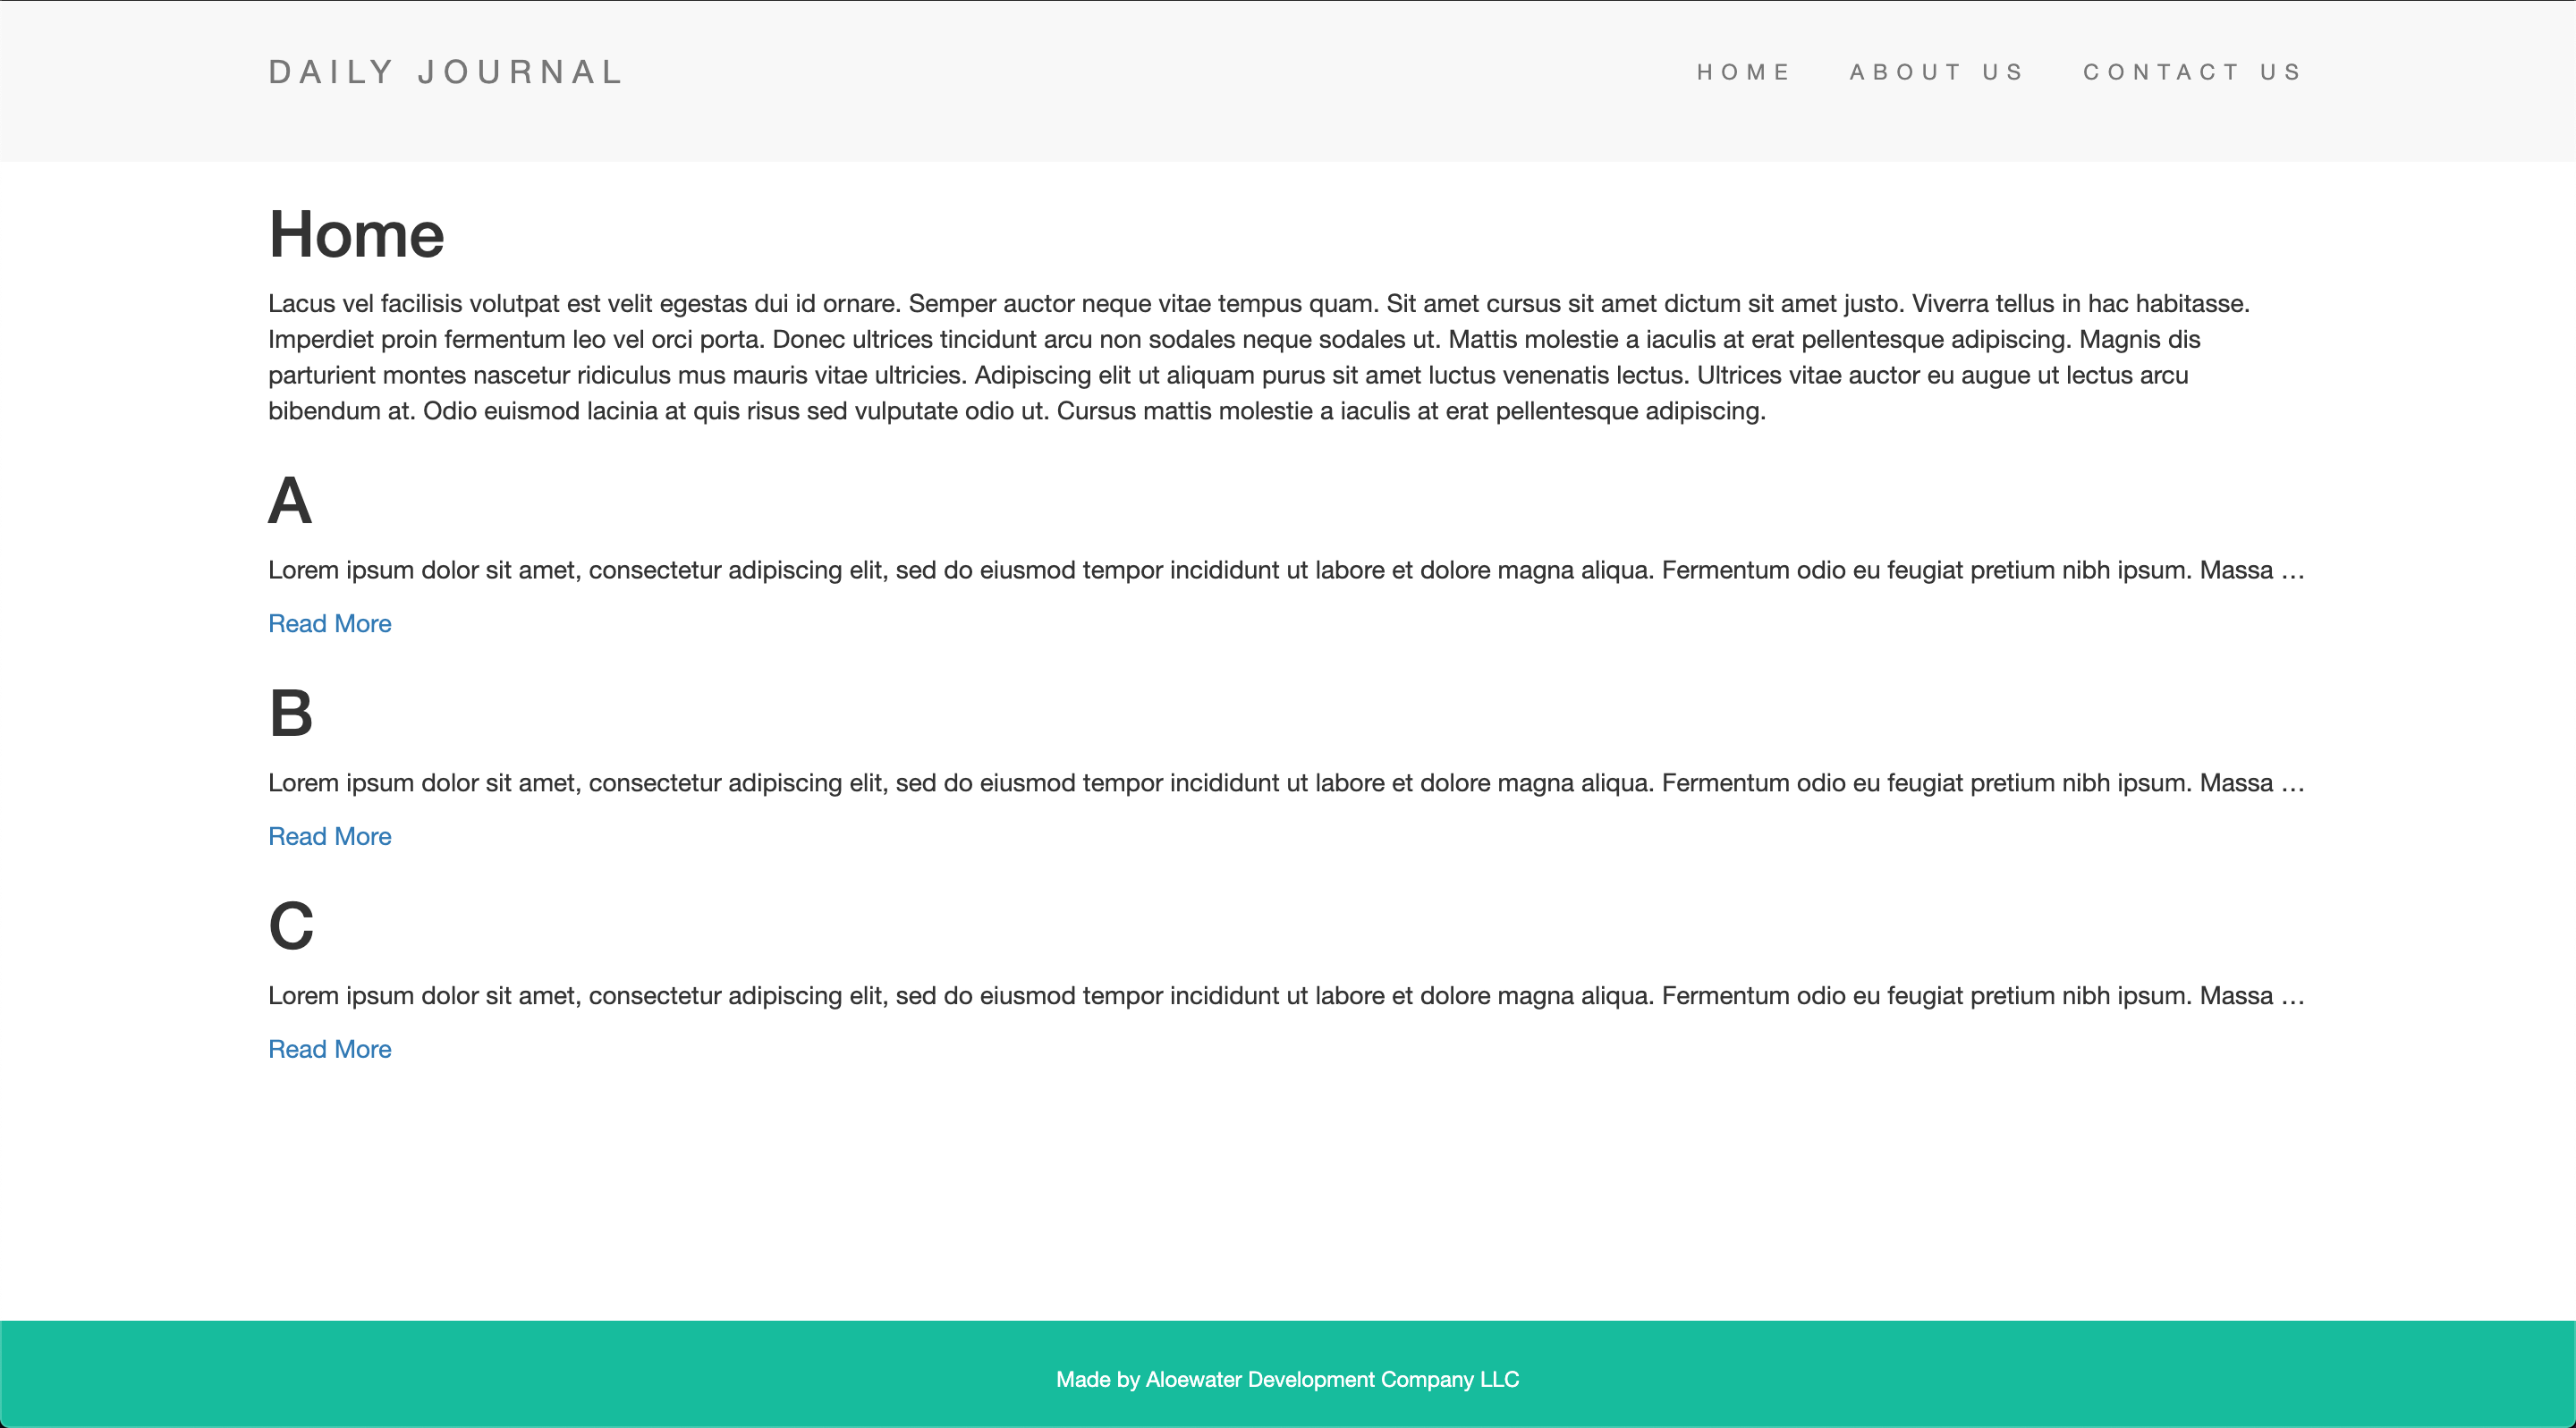 DAILY JOURNAL
HOME ABOUT US CONTACT US
Home
Lacus vel facilisis volutpat est velit egestas dui id ornare. Semper auctor neque vitae tempus quam. Sit amet cursus sit amet dictum sit amet justo. Viverra tellus in hac habitasse.
Imperdiet proin fermentum leo vel orci porta. Donec ultrices tincidunt arcu non sodales neque sodales ut. Mattis molestie a iaculis at erat pellentesque adipiscing. Magnis dis
parturient montes nascetur ridiculus mus mauris vitae ultricies. Adipiscing elit ut aliquam purus sit amet luctus venenatis lectus. Ultrices vitae auctor eu augue ut lectus arcu
bibendum at. Odio euismod lacinia at quis risus sed vulputate odio ut. Cursus mattis molestie a iaculis at erat pellentesque adipiscing.
A
Lorem ipsum dolor sit amet, consectetur adipiscing elit, sed do eiusmod tempor incididunt ut labore et dolore magna aliqua. Fermentum odio eu feugiat pretium nibh ipsum. Massa ...
Read More
B
Lorem ipsum dolor sit amet, consectetur adipiscing elit, sed do eiusmod tempor incididunt ut labore et dolore magna aliqua. Fermentum odio eu feugiat pretium nibh ipsum. Massa ...
Read More
C
Lorem ipsum dolor sit amet, consectetur adipiscing elit, sed do eiusmod tempor incididunt ut labore et dolore magna aliqua. Fermentum odio eu feugiat pretium nibh ipsum. Massa ...
Read More
Made by Aloewater Development Company LLC